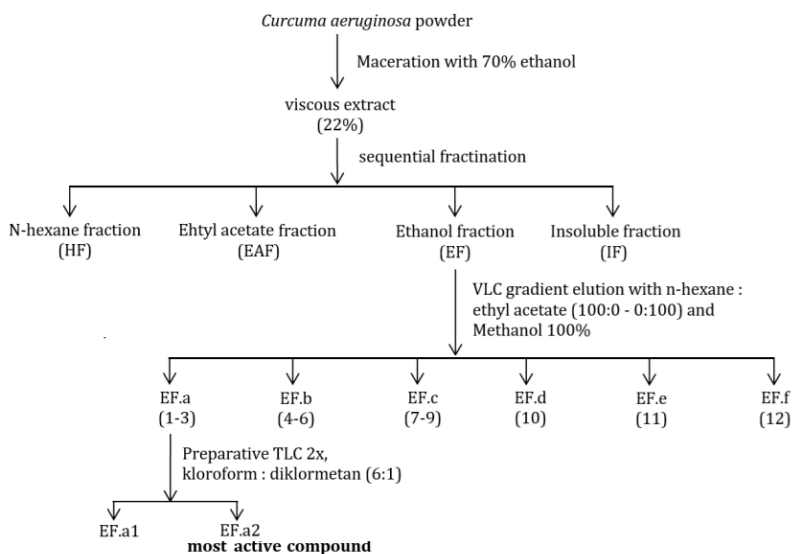 Curcuma aeruginosa powder
Maceration with 70% ethanol
viscous extract
(22%)
sequential fractination
N-hexane fraction
(HF)
Ehtyl acetate fraction
(EAF)
Ethanol fraction
(EF)
Insoluble fraction
(IF)
VLC gradient elution with n-hexane :
ethyl acetate (100:0 - 0:100) and
Methanol 100%
EF.a
(1-3)
EF.b
(4-6)
EF.c
(7-9)
EF.d
(10)
EF.e
(11)
EF.f
(12)
Preparative TLC 2x,
kloroform : diklormetan (6:1)
EF.a1
EF.a2
most active compound